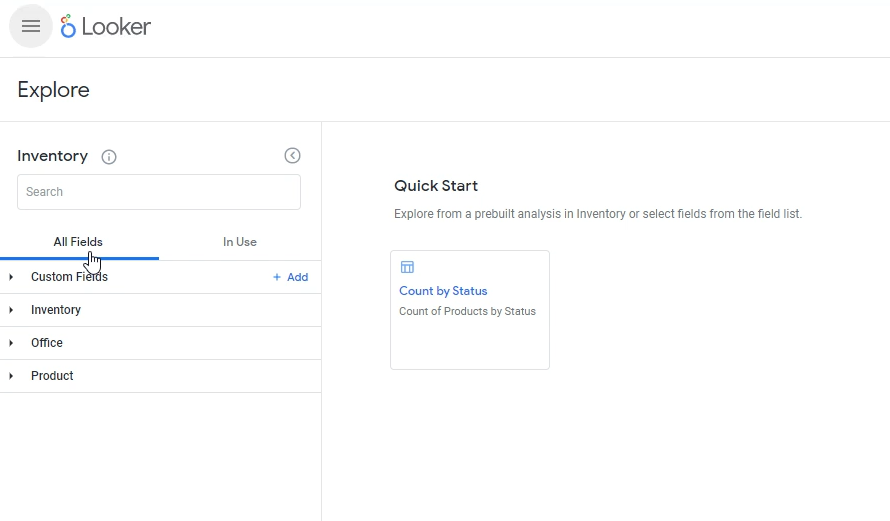 Looker
Explore
Inventory
Search
All Fields
In Use
Custom Fields
+ Add
Inventory
Office
Product
Quick Start
Explore from a prebuilt analysis in Inventory or select fields from the field list.
Count by Status
Count of Products by Status